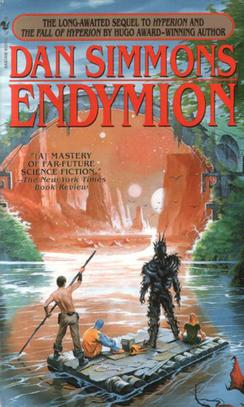 THE LONG-AWAITED SEQUEL TO HYPERION AND
THE FALL OF HYPERION BY HUGO AWARD–WINNING AUTHOR
DAN SIMMONS
ENDYMION
"[A] MASTERY
OF FAR-FUTURE
SCIENCE FICTION."
—The New York Times
Book Review